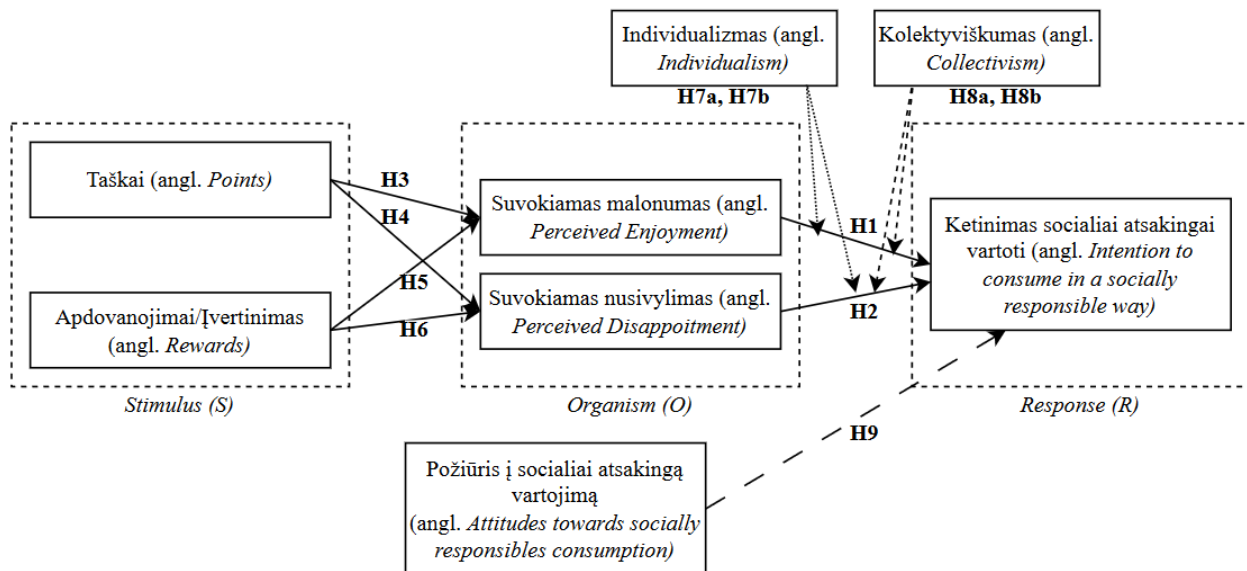 Individualizmas (angl.
Individualism)
H7a, H7b
Kolektyviškumas (angl.
Collectivism)
H8a, H8b
Taškai (angl. Points)
Apdovanojimai/Įvertinimas
(angl. Rewards)
Stimulus (S)
H3
H4
H5
H6
Suvokiamas malonumas (angl.
Perceived Enjoyment)
Suvokiamas nusivylimas (angl.
Perceived Disappoitment)
Organism (O)
H1
H2
Ketinimas socialiai atsakingai
vartoti (angl. Intention to
consume in a socially
responsible way)
Response (R)
H9
Požiūris į socialiai atsakingą
vartojimą
(angl. Attitudes towards socially
responsibles consumption)